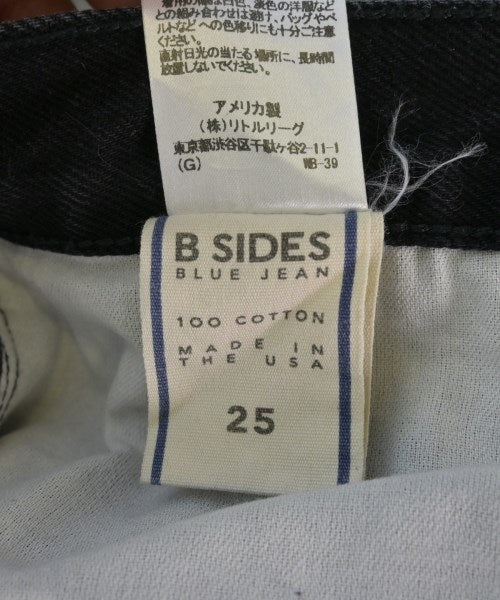 着用の際は白色、淡色の洋服など
との組み合わせは避け、バッグやベ
ルトなど への色移りにも十分ご注意
ください。
直射日光の当たる場所に、長時間
放置しないでください。
アメリカ製
(株)リトルリーグ
東京都渋谷区千駄ヶ谷2-11-1
(G) WB-39
B SIDES
BLUE JEAN
100 COTTON
MADE IN
THE USA
25